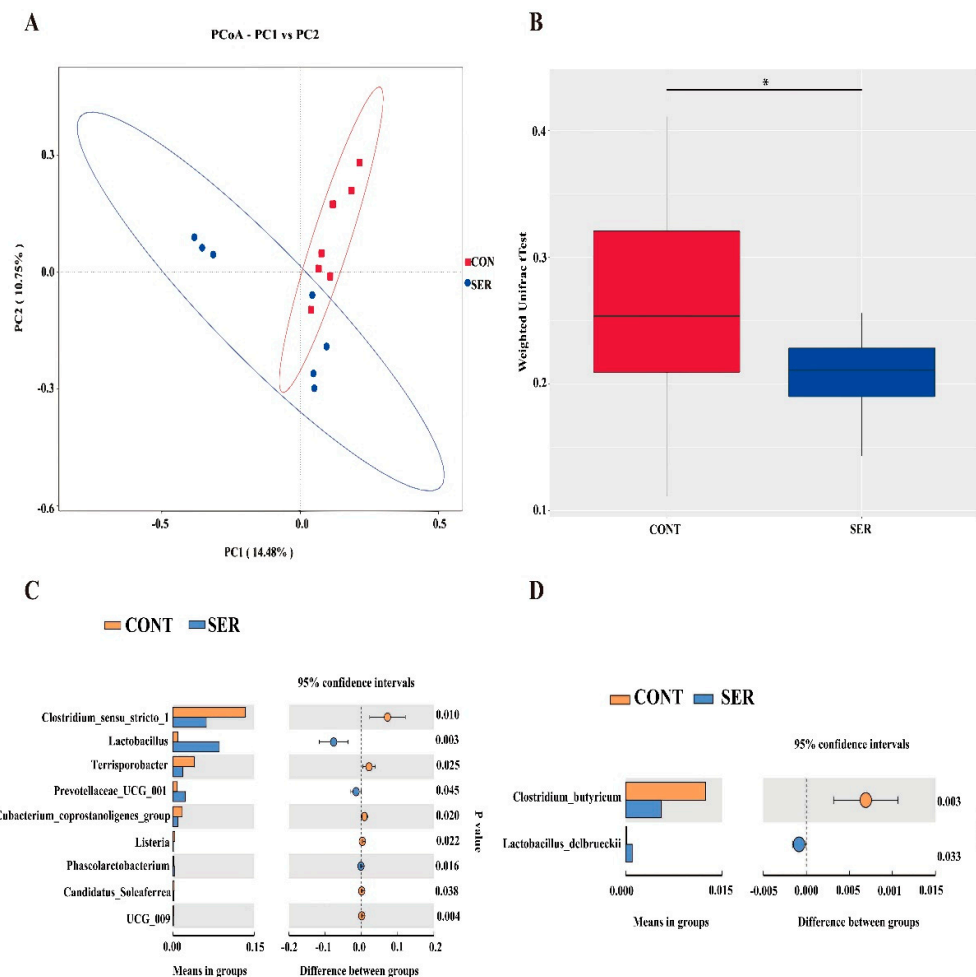 A
PCoA - PC1 vs PC2
0.3
0.0
-0.3
-0.6
-0.5
0.0
0.5
PC2 ( 10.75%)
PC1 ( 14.48%)
CON
SER
B
*
0.4
0.3
0.2
0.1
Weighted Unifrac tTest
CONT
SER
C
CONT SER
95% confidence intervals
Clostridium_sensu_stricto_1
0.010
Lactobacillus
0.003
Terrisporobacter
0.025
Prevotellaceae_UCG_001
0.045
Cubacterium_coprostanoligenes_group
0.020
Listeria
0.022
Phascolarctobacterium
0.016
Candidatus_Soleaferrea
0.038
UCG_009
0.004
P value
0.00 0.15
-0.2 -0.1 0.0 0.1 0.2
Means in groups
Difference between groups
D
CONT SER
95% confidence intervals
Clostridium_butyricum
0.003
Lactobacillus_delbrueckii
0.033
0.000 0.015
-0.005 0.000 0.005 0.001 0.015
Means in groups
Difference between groups